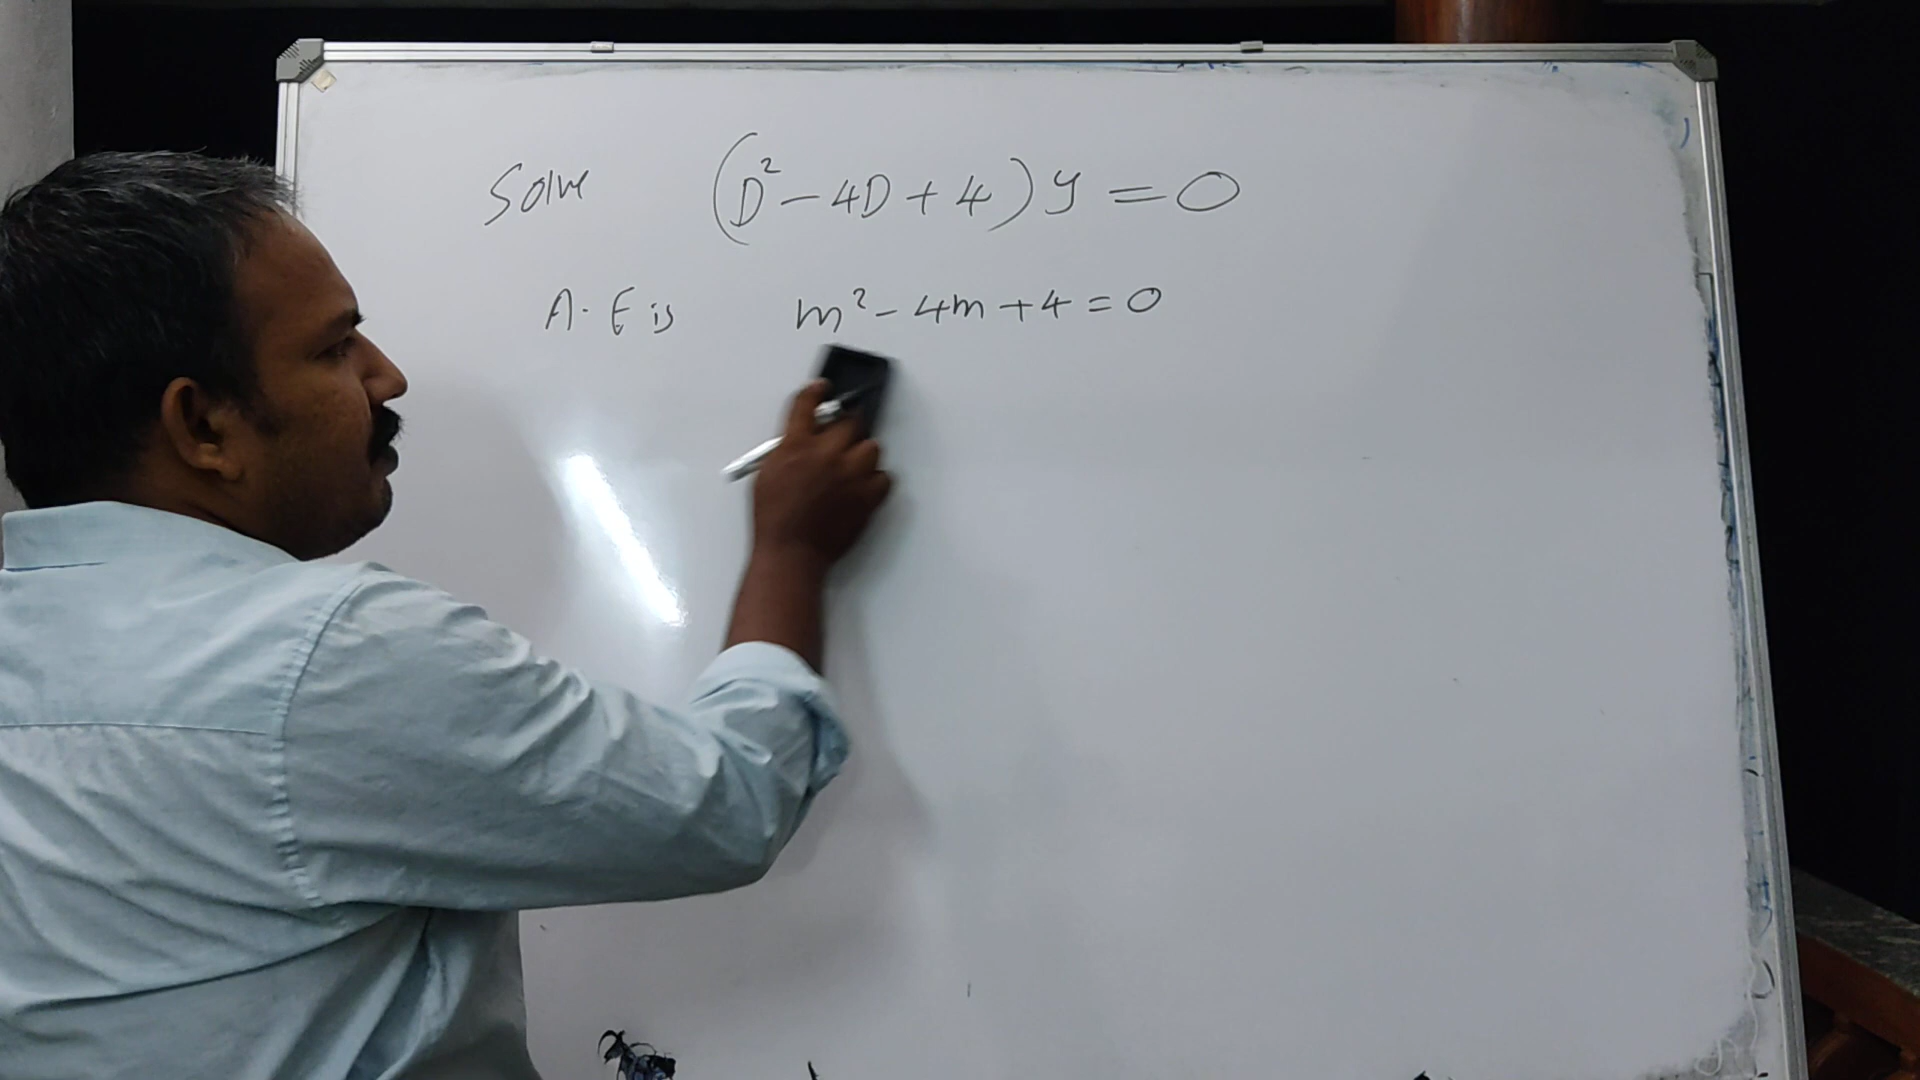 Solve (D² - 4D + 4) y = 0
A. E is m² - 4m + 4 = 0